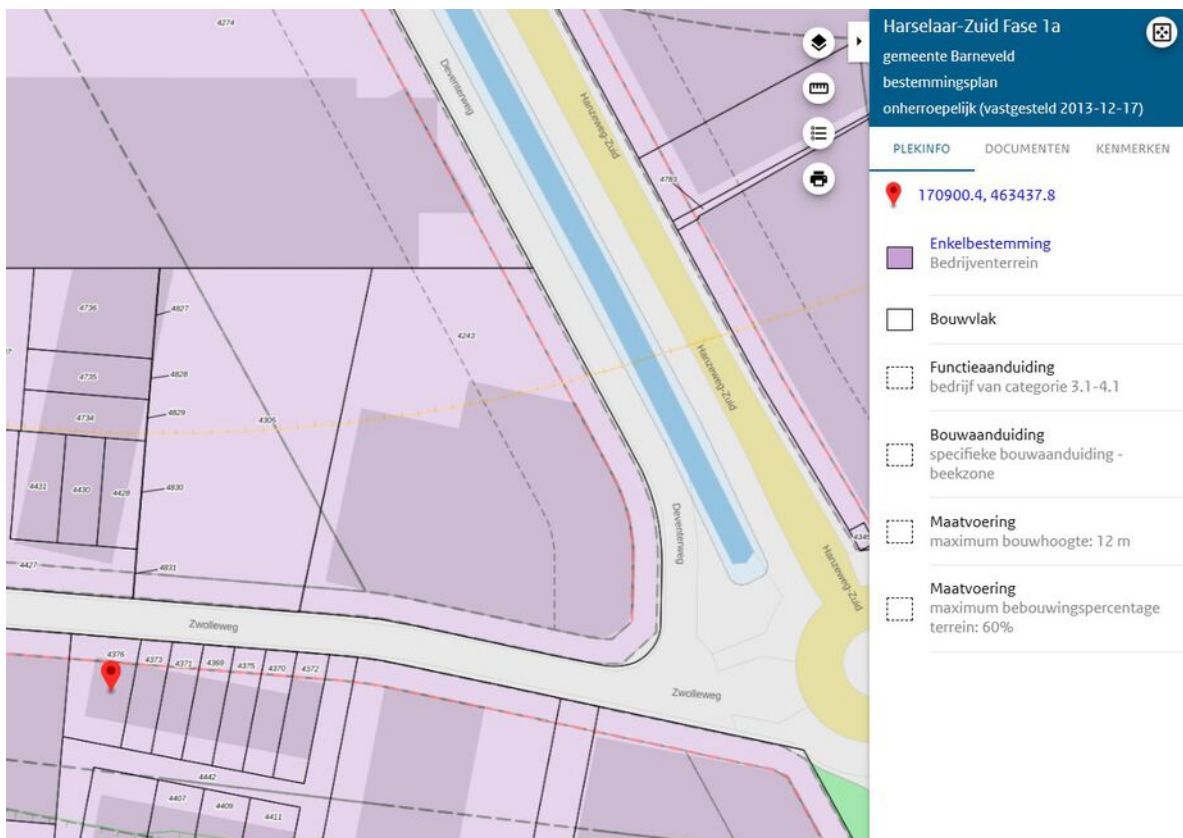 4274
Deventerweg
Hanzeweg-Zuid
4783
4736
4827
4243
4735
4828
Hanzeweg-Zuid
4734
4829
4305
4431
4430
4428
4830
Deventerweg
4345
4427
4831
Hanzeweg-Zuid
Zwolleweg
4376
4373
4371
4369
4375
4370
4372
Zwolleweg
4442
4407
4409
4411
Harselaar-Zuid Fase 1a
gemeente Barneveld
bestemmingsplan
onherroepelijk (vastgesteld 2013-12-17)
PLEKINFO DOCUMENTEN KENMERKEN
170900.4, 463437.8
Enkelbestemming
Bedrijventerrein
Bouwvlak
Functieaanduiding
bedrijf van categorie 3.1-4.1
Bouwaanduiding
specifieke bouwaanduiding -
beekzone
Maatvoering
maximum bouwhoogte: 12 m
Maatvoering
maximum bebouwingspercentage
terrein: 60%